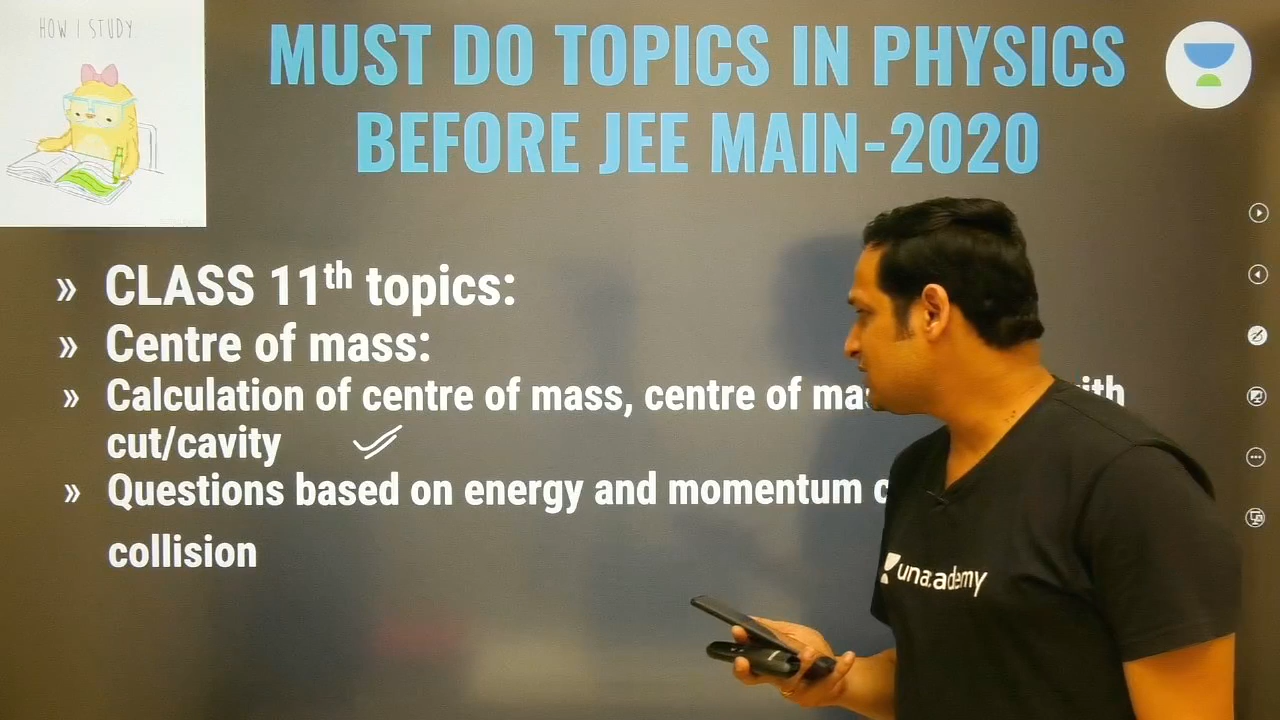 HOW I STUDY
MUST DO TOPICS IN PHYSICS
BEFORE JEE MAIN-2020
» CLASS 11th topics:
» Centre of mass:
» Calculation of centre of mass, centre of
cut/cavity
» Questions based on energy and momentum
collision
unacademy